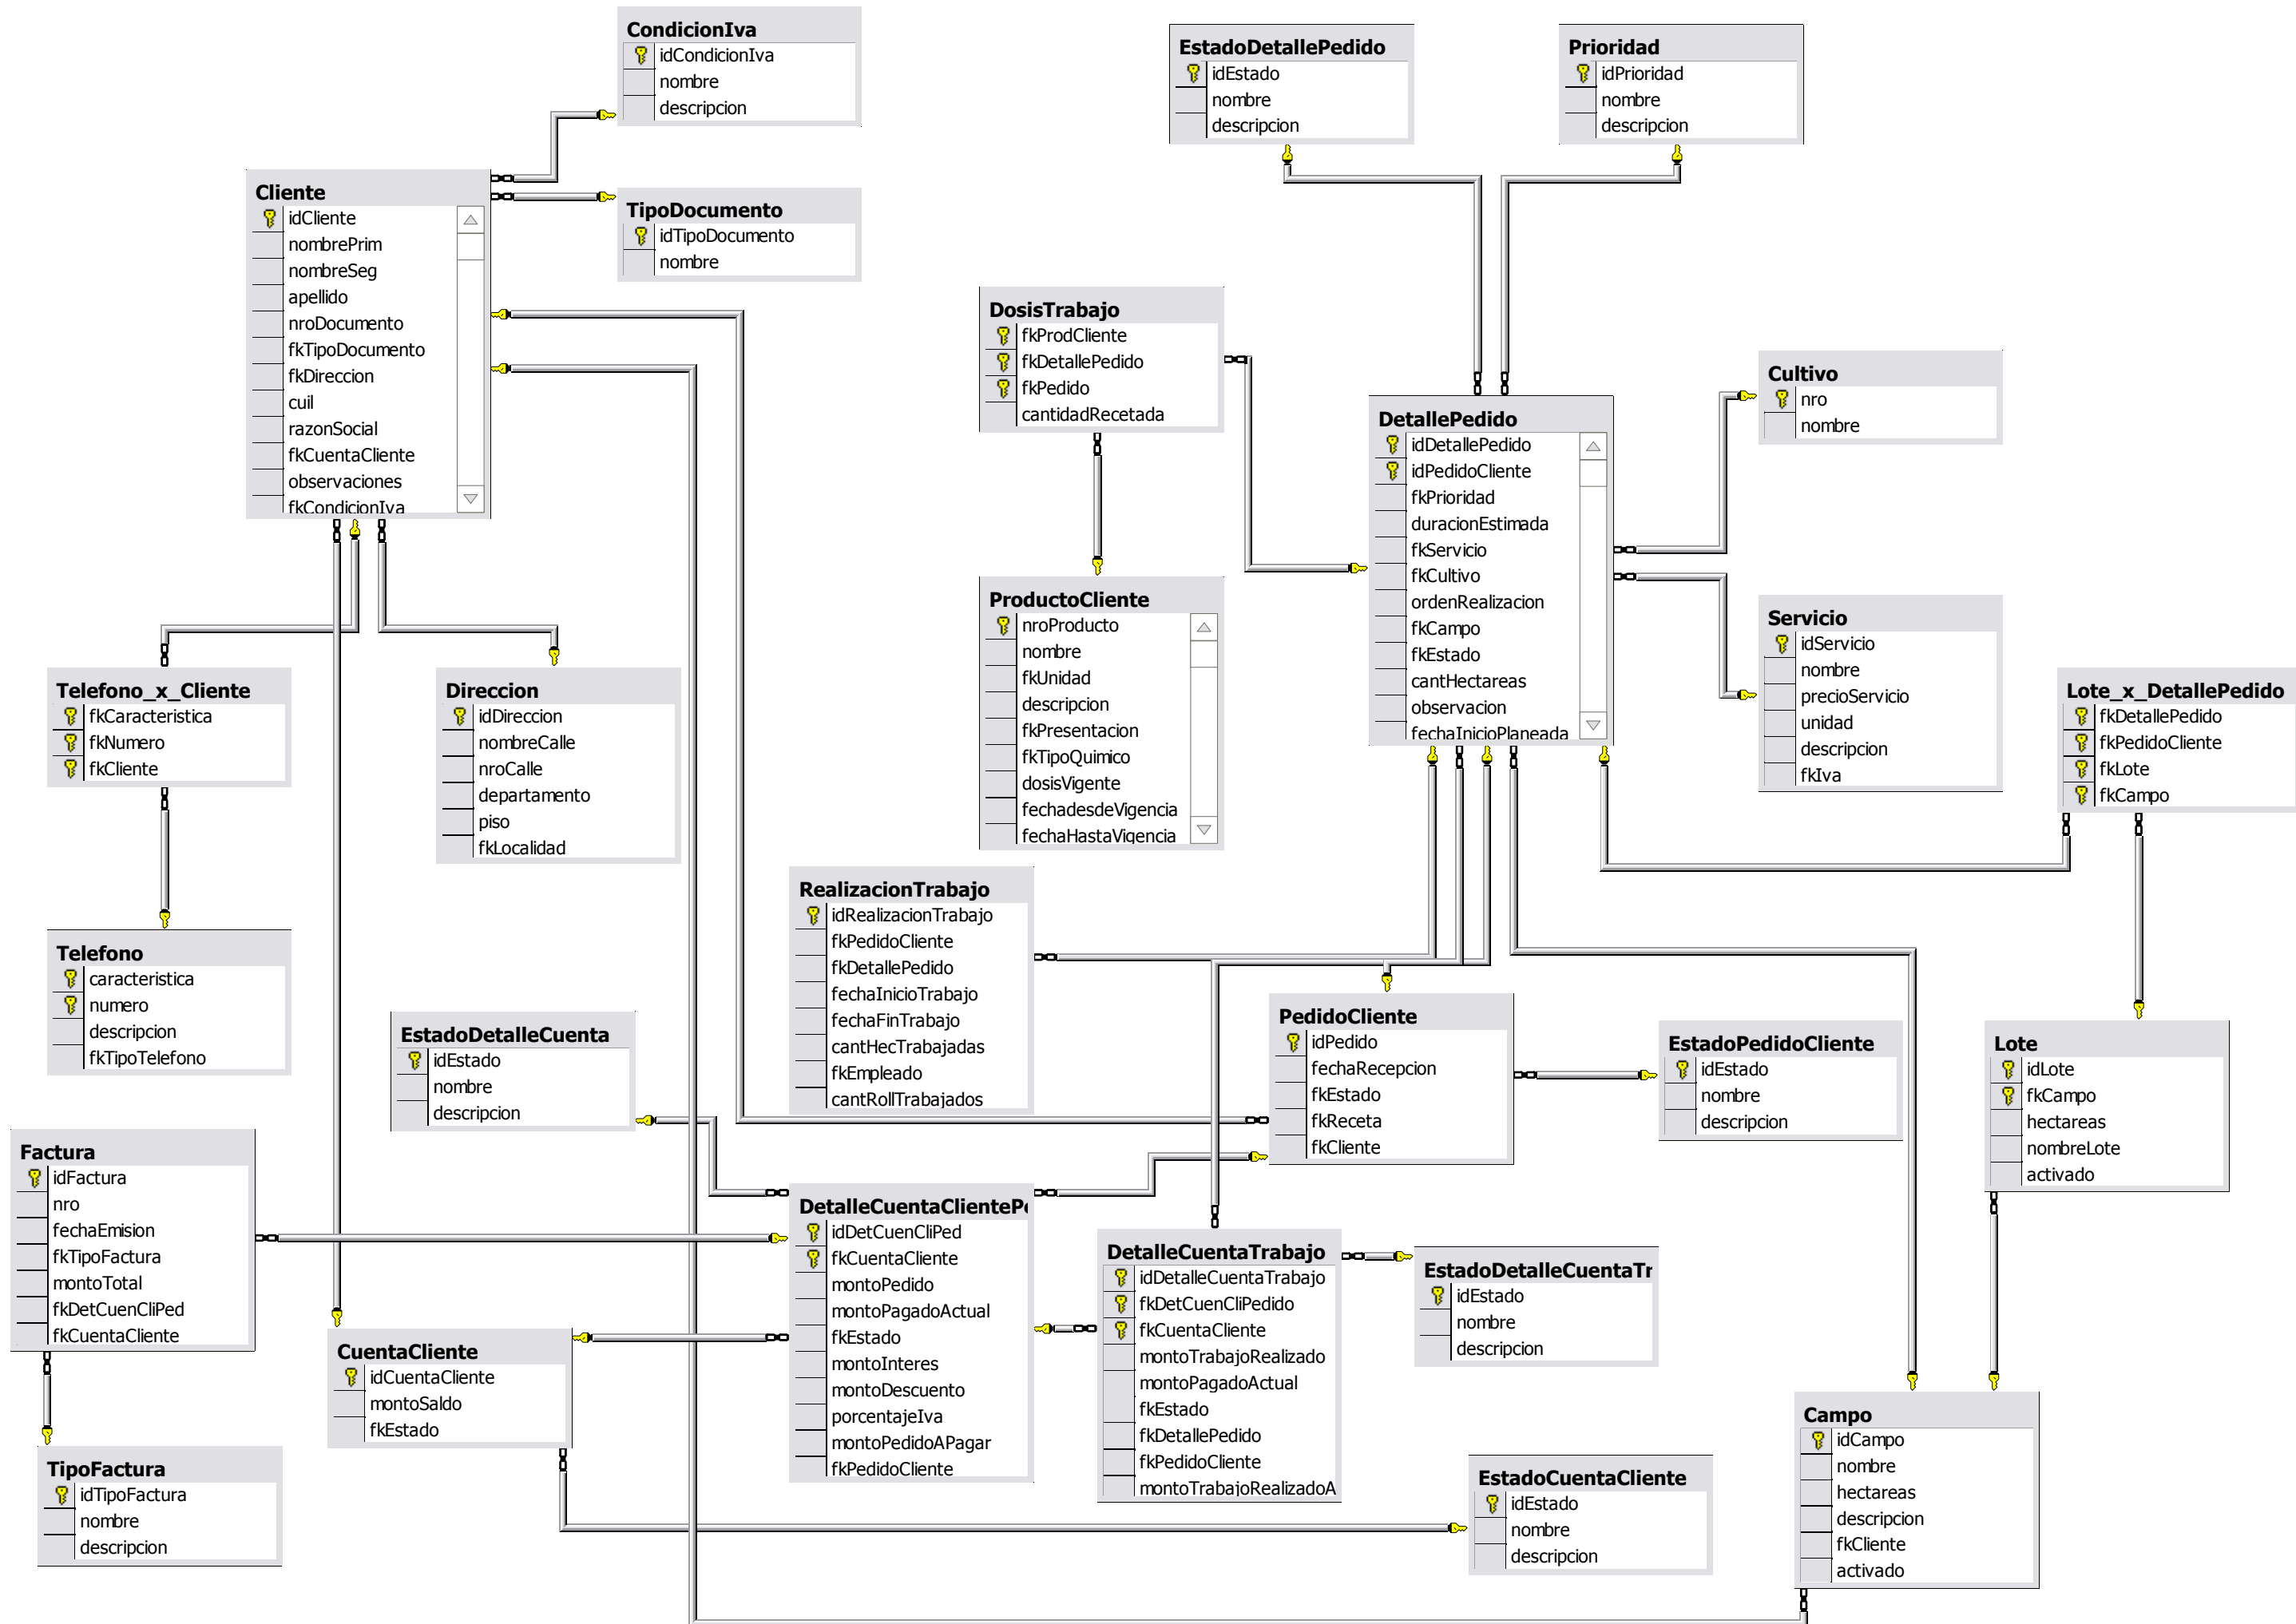 CondicionIva
idCondicionIva
nombre
descripcion
EstadoDetallePedido
idEstado
nombre
descripcion
Prioridad
idPrioridad
nombre
descripcion
Cliente
idCliente
nombrePrim
nombreSeg
apellido
nroDocumento
fkTipoDocumento
fkDireccion
cuil
razonSocial
fkCuentaCliente
observaciones
fkCondicionIva
TipoDocumento
idTipoDocumento
nombre
DosisTrabajo
fkProdCliente
fkDetallePedido
fkPedido
cantidadRecetada
Cultivo
nro
nombre
DetallePedido
idDetallePedido
idPedidoCliente
fkPrioridad
duracionEstimada
fkServicio
fkCultivo
ordenRealizacion
fkCampo
fkEstado
cantHectareas
observacion
fechaInicioPlaneada
ProductoCliente
nroProducto
nombre
fkUnidad
descripcion
fkPresentacion
fkTipoQuimico
dosisVigente
fechadesdeVigencia
fechaHastaVigencia
Servicio
idServicio
nombre
precioServicio
unidad
descripcion
fkIva
Telefono_x_Cliente
fkCaracteristica
fkNumero
fkCliente
Direccion
idDireccion
nombreCalle
nroCalle
departamento
piso
fkLocalidad
Lote_x_DetallePedido
fkDetallePedido
fkPedidoCliente
fkLote
fkCampo
RealizacionTrabajo
idRealizacionTrabajo
fkPedidoCliente
fkDetallePedido
fechaInicioTrabajo
fechaFinTrabajo
cantHecTrabajadas
fkEmpleado
cantRollTrabajados
Telefono
caracteristica
numero
descripcion
fkTipoTelefono
EstadoDetalleCuenta
idEstado
nombre
descripcion
PedidoCliente
idPedido
fechaRecepcion
fkEstado
fkReceta
fkCliente
EstadoPedidoCliente
idEstado
nombre
descripcion
Lote
idLote
fkCampo
hectareas
nombreLote
activado
Factura
idFactura
nro
fechaEmision
fkTipoFactura
montoTotal
fkDetCuenCliPed
fkCuentaCliente
DetalleCuentaClientePe
idDetCuenCliPed
fkCuentaCliente
montoPedido
montoPagadoActual
fkEstado
montoInteres
montoDescuento
porcentajeIva
montoPedidoAPagar
fkPedidoCliente
DetalleCuentaTrabajo
idDetalleCuentaTrabajo
fkDetCuenCliPedido
fkCuentaCliente
montoTrabajoRealizado
montoPagadoActual
fkEstado
fkDetallePedido
fkPedidoCliente
montoTrabajoRealizadoA
EstadoDetalleCuentaTr
idEstado
nombre
descripcion
CuentaCliente
idCuentaCliente
montoSaldo
fkEstado
TipoFactura
idTipoFactura
nombre
descripcion
EstadoCuentaCliente
idEstado
nombre
descripcion
Campo
idCampo
nombre
hectareas
descripcion
fkCliente
activado